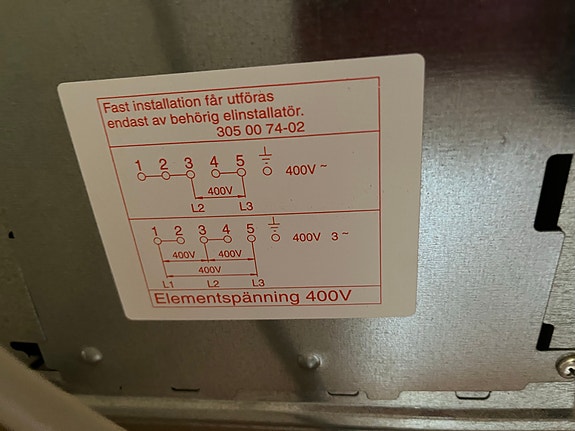 Fast installation får utföras
endast av behörig elinstallatör.
305 00 74-02
1 2 3 4 5
400V ~
400V
L2 L3
1 2 3 4 5
400V 3~
400V 400V
400V
L1 L2 L3
Elementspänning 400V